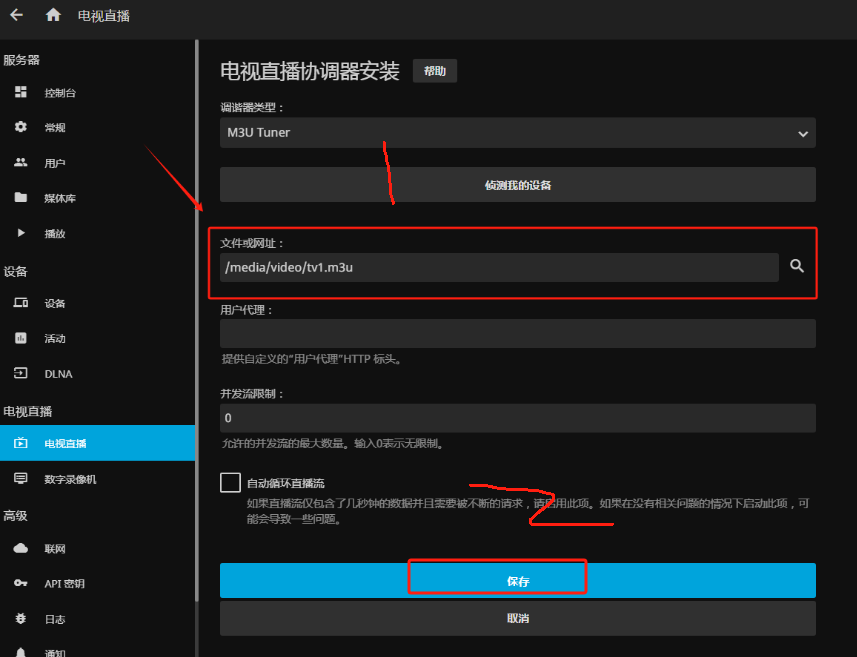 电视直播
服务器
控制台
常规
用户
媒体库
播放
设备
设备
活动
DLNA
电视直播
电视直播
数字录像机
高级
联网
API 密钥
日志
通知
电视直播协调器安装
帮助
调谐器类型：
M3U Tuner
1
侦测我的设备
文件或网址：
/media/video/tv1.m3u
用户代理：
提供自定义的“用户代理”HTTP 标头。
并发流限制：
0
允许的并发流的最大数量。输入0表示无限制。
自动循环直播流
如果直播流仅包含了几秒钟的数据并且需要被不断的请求，请启用此项。如果在没有相关问题的情况下启动此项，可
能会导致一些问题。
2
保存
取消